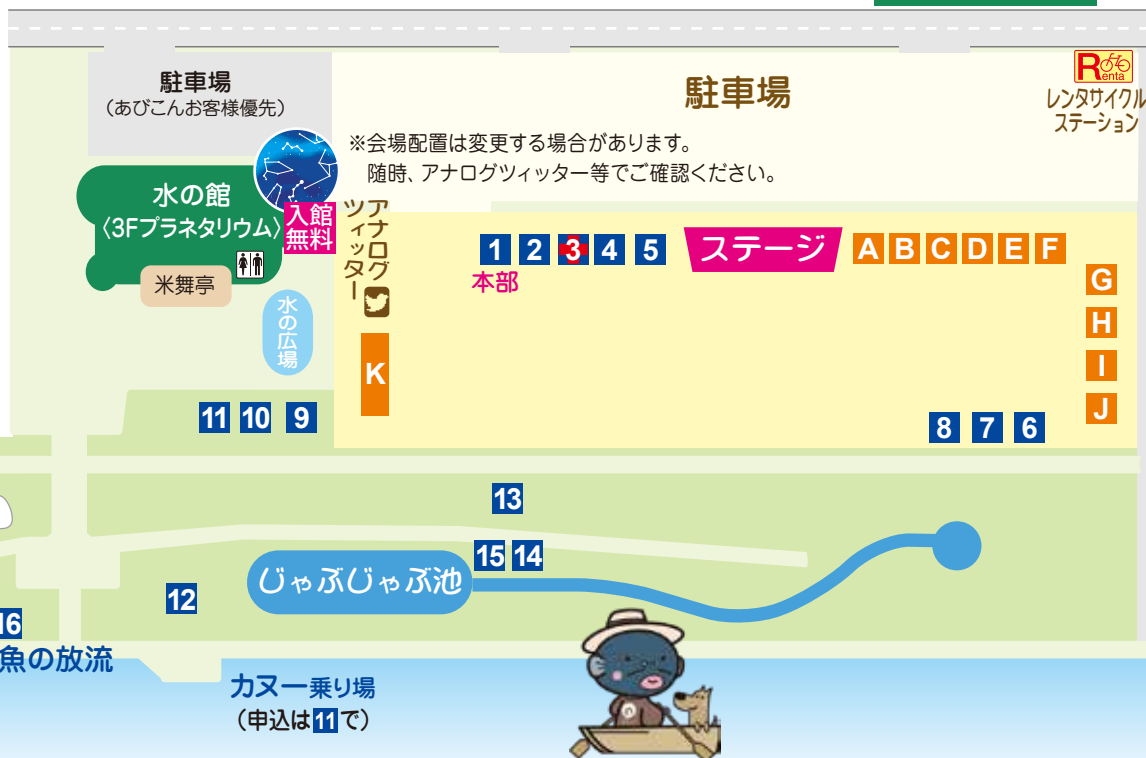 駐車場
(あびこんお客様優先)
駐車場
Renta
レンタサイクル
ステーション
※会場配置は変更する場合があります。
随時、アナログツィッター等でご確認ください。
水の館
〈3Fプラネタリウム〉
入館
無料
米舞亭
水の広場
アナログ
ツィッター
1 2 3 4 5
本部
ステージ
A B C D E F
G
H
I
J
K
11 10 9
8 7 6
13
15 14
じゃぶじゃぶ池
12
16
魚の放流
カヌー乗り場
(申込は11で)